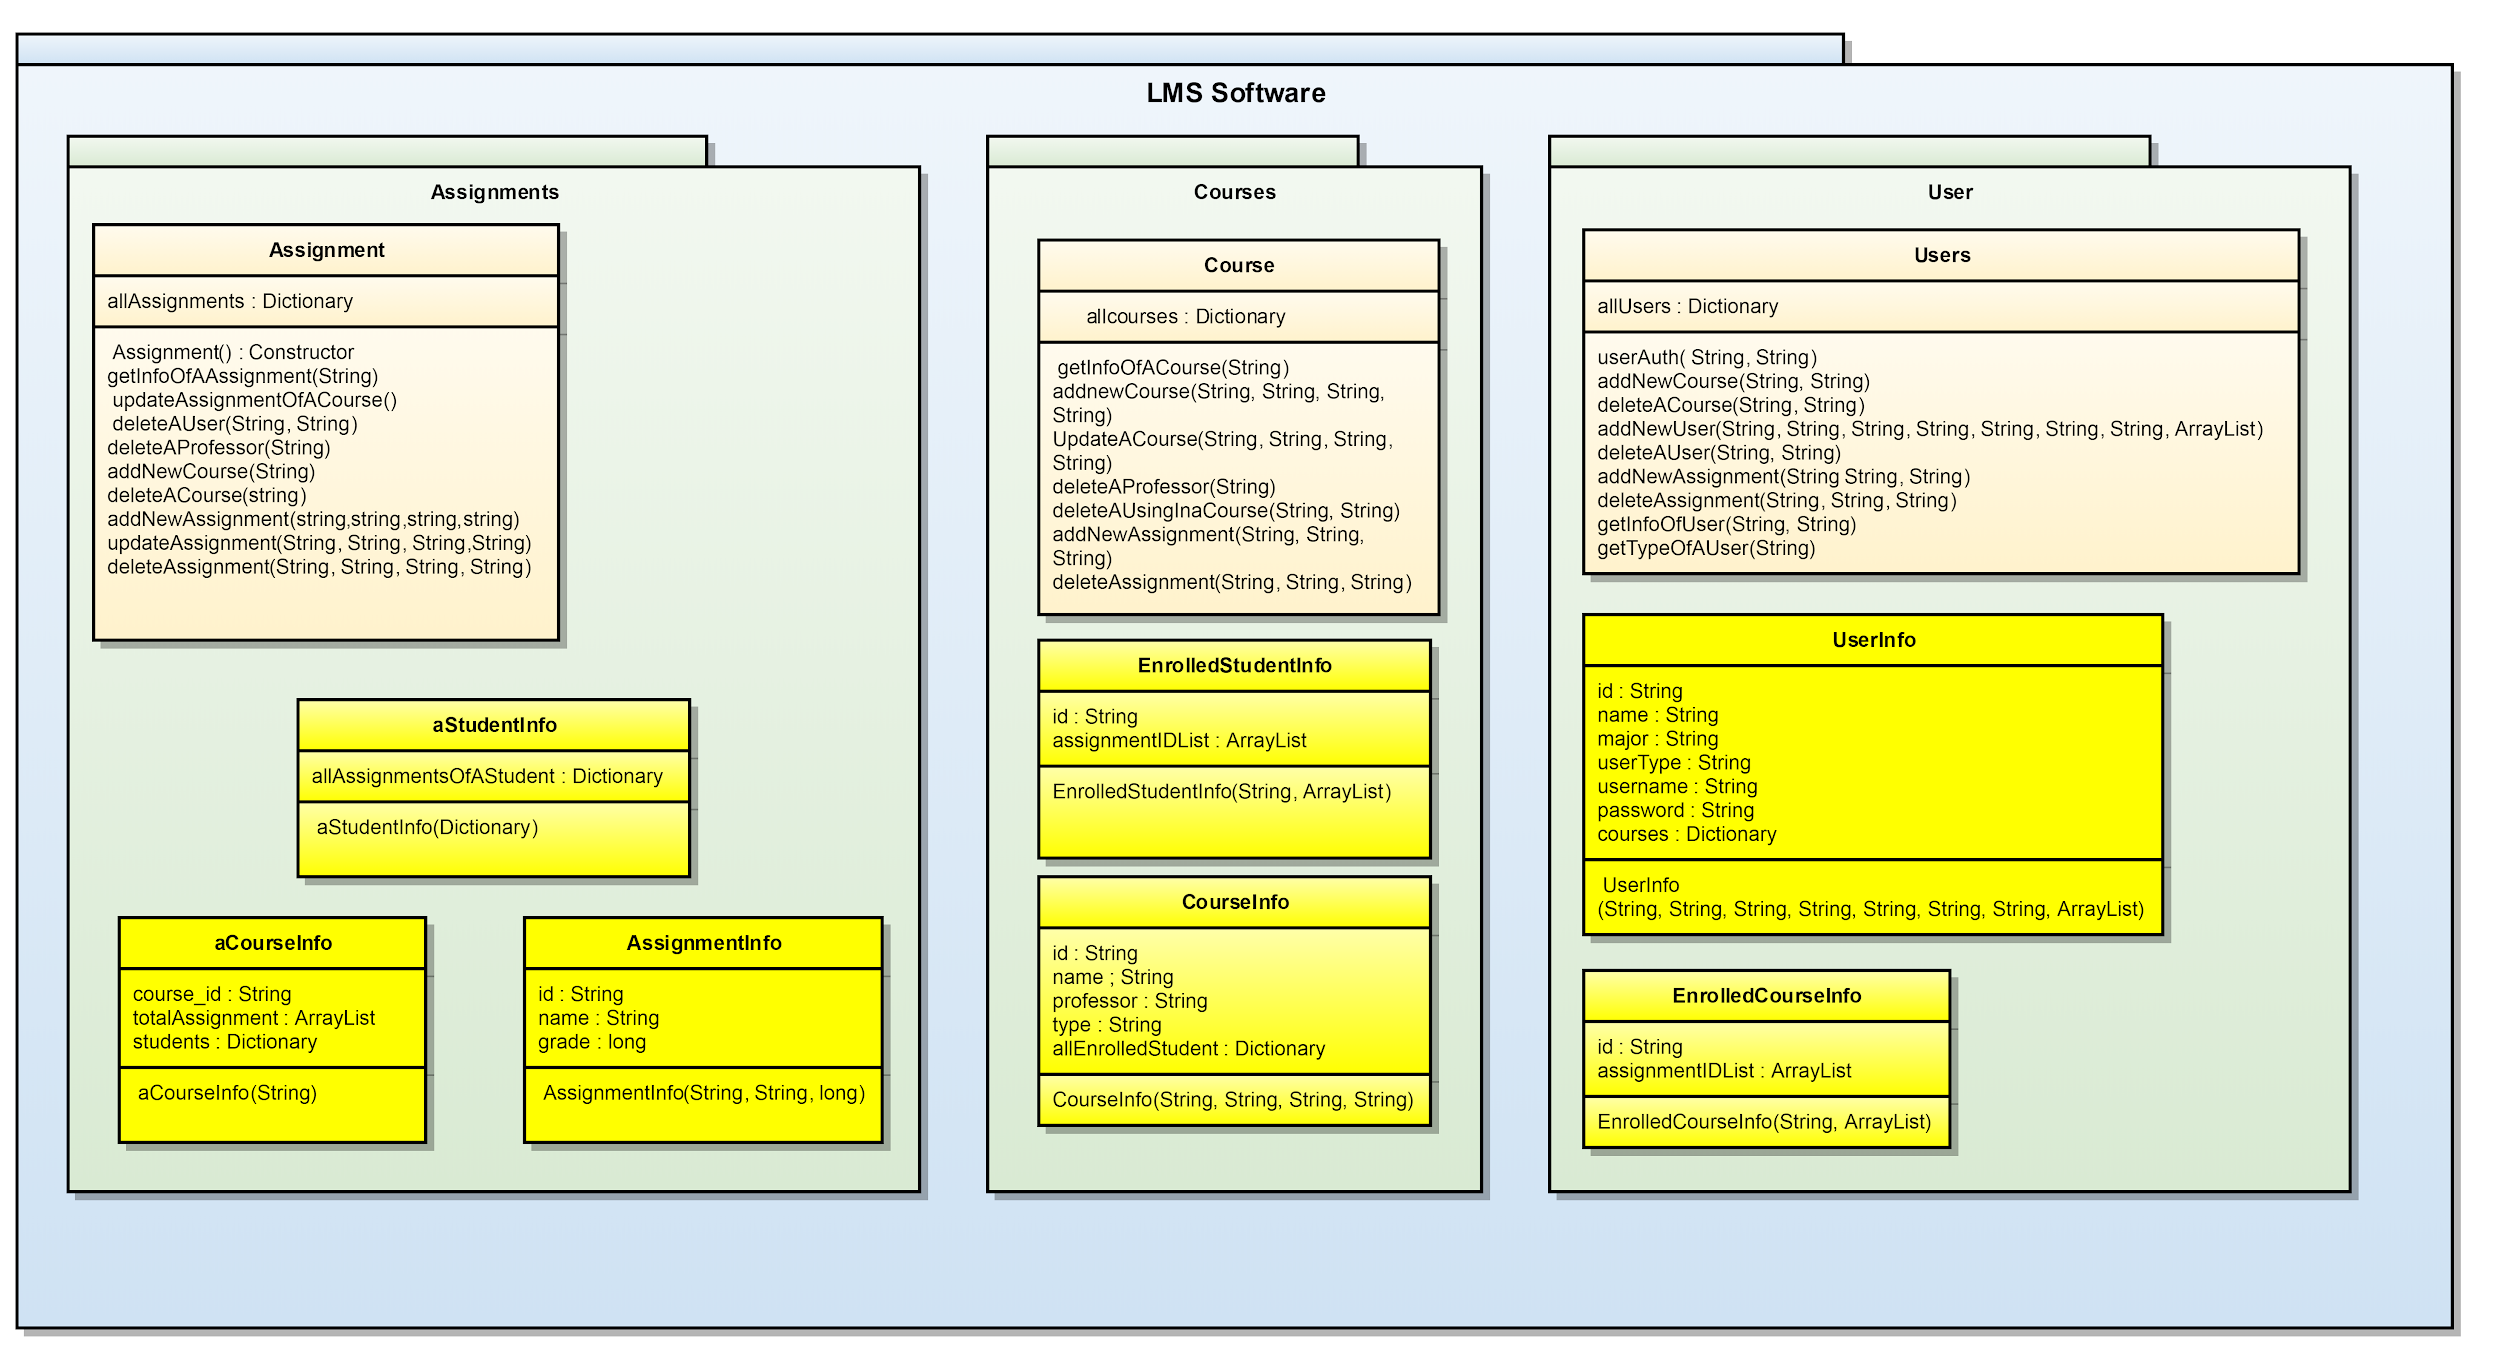 LMS Software
Assignments
Assignment
allAssignments : Dictionary
Assignment() : Constructor
getInfoOfAAssignment(String)
updateAssignmentOfACourse()
deleteAUser(String, String)
deleteAProfessor(String)
addNewCourse(String)
deleteACourse(string)
addNewAssignment(string,string,string,string)
updateAssignment(String, String, String,String)
deleteAssignment(String, String, String, String)
aStudentInfo
allAssignmentsOfAStudent : Dictionary
aStudentInfo(Dictionary)
aCourseInfo
course_id : String
totalAssignment : ArrayList
students : Dictionary
aCourseInfo(String)
AssignmentInfo
id : String
name : String
grade : long
AssignmentInfo(String, String, long)
Courses
Course
allcourses : Dictionary
getInfoOfACourse(String)
addnewCourse(String, String, String,
String)
UpdateACourse(String, String, String,
String)
deleteAProfessor(String)
deleteAUsingInaCourse(String, String)
addNewAssignment(String, String,
String)
deleteAssignment(String, String, String)
EnrolledStudentInfo
id : String
assignmentIDList : ArrayList
EnrolledStudentInfo(String, ArrayList)
CourseInfo
id : String
name ; String
professor : String
type : String
allEnrolledStudent : Dictionary
CourseInfo(String, String, String, String)
User
Users
allUsers : Dictionary
userAuth( String, String)
addNewCourse(String, String)
deleteACourse(String, String)
addNewUser(String, String, String, String, String, String, String, ArrayList)
deleteAUser(String, String)
addNewAssignment(String String, String)
deleteAssignment(String, String, String)
getInfoOfUser(String, String)
getTypeOfAUser(String)
UserInfo
id : String
name : String
major : String
userType : String
username : String
password : String
courses : Dictionary
UserInfo
(String, String, String, String, String, String, String, ArrayList)
EnrolledCourseInfo
id : String
assignmentIDList : ArrayList
EnrolledCourseInfo(String, ArrayList)